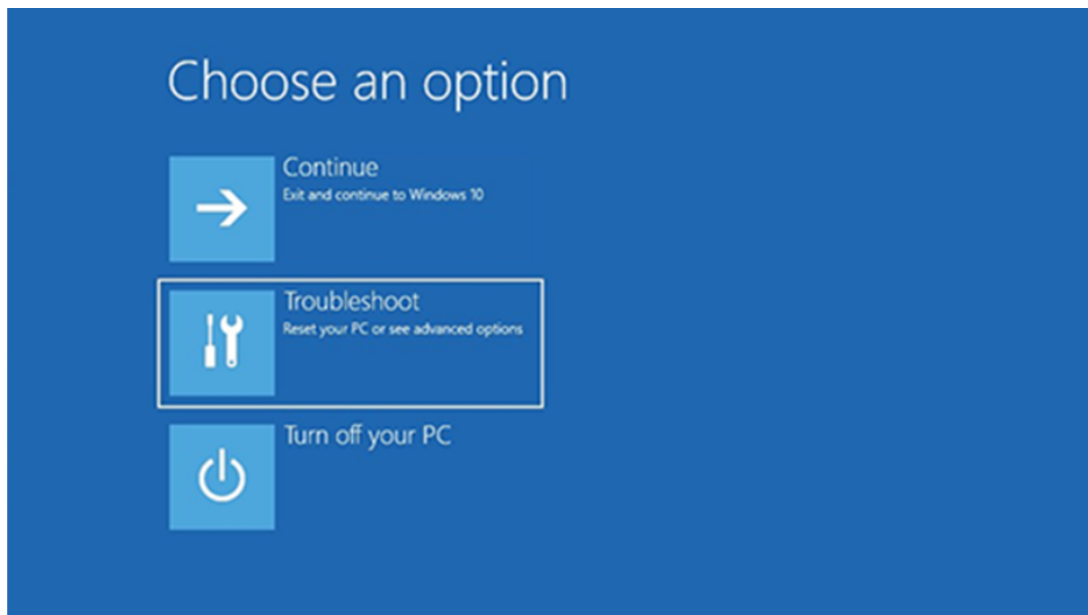 Choose an option
Continue
Exit and continue to Windows 10
Troubleshoot
Reset your PC or see advanced options
Turn off your PC